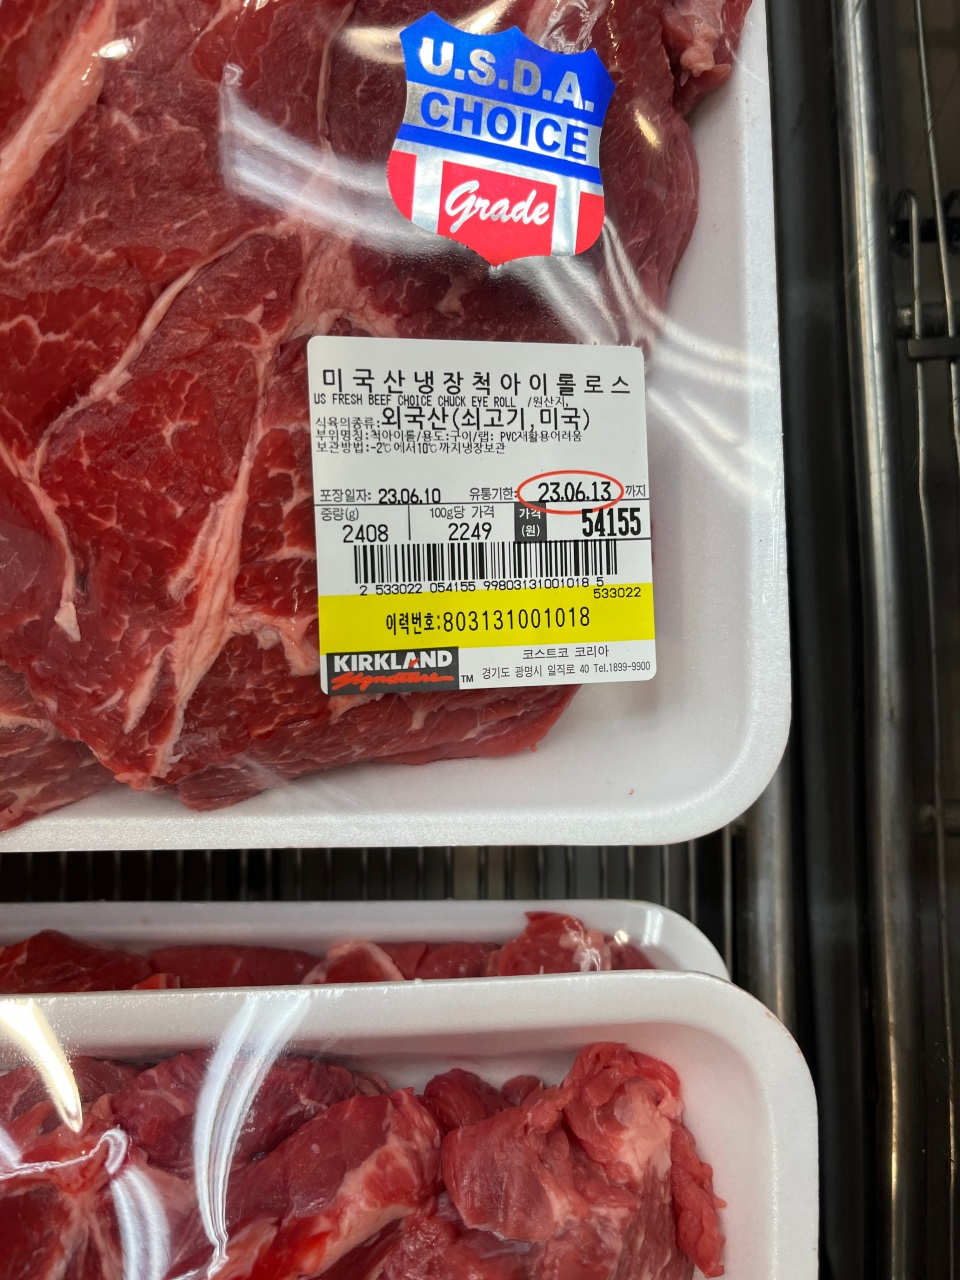 U.S.D.A.
CHOICE
Grade
미국산냉장척아이롤로스
US FRESH BEEF CHOICE CHUCK EYE ROLL /원산지,
식육의종류:외국산(쇠고기,미국)
부위명칭:척아이롤/용도:구이/랩: PVC재활용어려움
보관방법:-2℃에서10℃까지냉장보관
포장일자: 23.06.10 유통기한: 23.06.13 까지
중량(g) 100g당 가격 가격(원)
2408 2249 54155
2 533022 054155 99803131001018 5
533022
이력번호:803131001018
KIRKLAND
Signature ™
코스트코 코리아
경기도 광명시 일직로 40 Tel.1899-9900